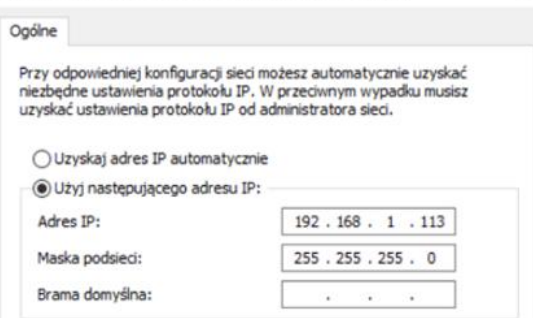 Ogólne
Przy odpowiedniej konfiguracji sieci możesz automatycznie uzyskać
niezbędne ustawienia protokołu IP. W przeciwnym wypadku musisz
uzyskać ustawienia protokołu IP od administratora sieci.
Uzyskaj adres IP automatycznie
Użyj następującego adresu IP:
Adres IP: 192 . 168 . 1 . 113
Maska podsieci: 255 . 255 . 255 . 0
Brama domyślna: . . .